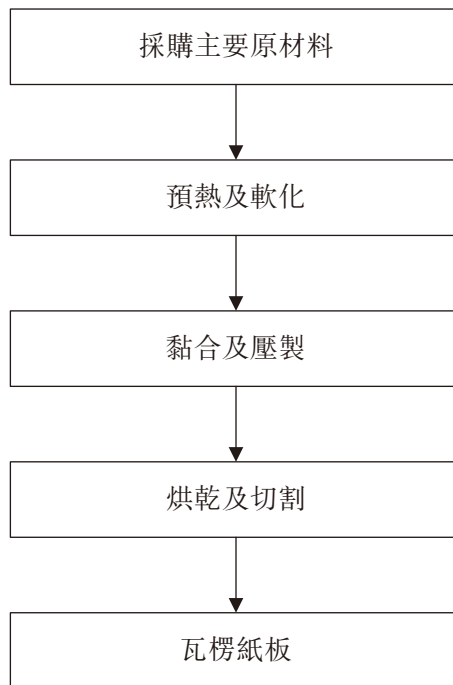 採購主要原材料
預熱及軟化
黏合及壓製
烘乾及切割
瓦楞紙板